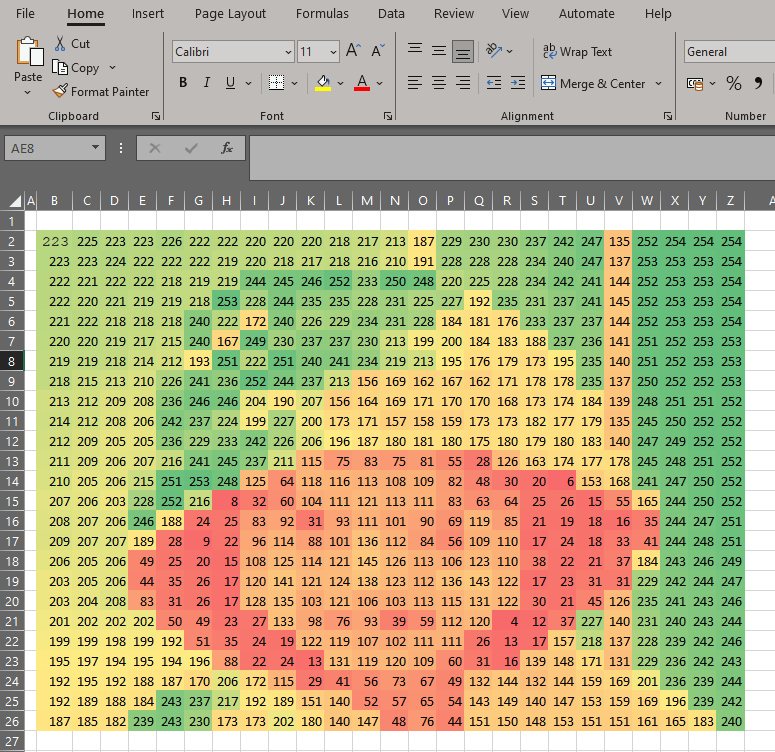 File Home Insert Page Layout Formulas Data Review View Automate Help
Paste
Cut
Copy
Format Painter
Clipboard
Calibri 11
B I U
Font
Wrap Text
Merge & Center
Alignment
General
%
Number
AE8 fx
A B C D E F G H I J K L M N O P Q R S T U V W X Y Z
1
2 223 225 223 223 226 222 222 220 220 220 218 217 213 187 229 230 230 237 242 247 135 252 254 254 254
3 223 223 224 222 222 222 219 220 218 217 218 216 210 191 228 228 228 234 240 247 137 253 253 253 254
4 222 221 222 222 218 219 219 244 245 246 252 233 250 248 220 225 228 234 242 241 144 252 253 253 254
5 222 220 221 219 219 218 253 228 244 235 235 228 231 225 227 192 235 231 237 241 145 252 253 253 254
6 221 222 218 218 218 240 222 172 240 226 229 234 231 228 184 181 176 233 237 237 144 252 253 253 254
7 220 220 219 217 215 240 167 249 230 237 237 230 213 199 200 184 183 188 237 236 141 251 252 253 253
8 219 219 218 214 212 193 251 222 251 240 241 234 219 213 195 176 179 173 195 235 140 251 252 252 253
9 218 215 213 210 226 241 236 252 244 237 213 156 169 162 167 162 171 178 178 235 137 250 252 252 253
10 213 212 209 208 236 246 246 204 190 207 156 164 169 171 170 170 168 173 174 184 139 248 251 251 252
11 214 212 208 206 242 237 224 199 227 200 173 171 157 158 159 173 173 182 177 179 135 245 250 252 252
12 212 209 205 205 236 229 233 242 226 206 196 187 180 181 180 175 180 179 180 183 140 247 249 252 252
13 211 209 206 207 216 241 245 237 211 115 75 83 75 81 55 28 126 163 174 177 178 245 248 251 252
14 210 205 206 215 251 253 248 125 64 118 116 113 108 109 82 48 30 20 6 153 168 241 247 250 252
15 207 206 203 228 252 216 8 32 60 104 111 121 113 111 83 63 64 25 26 15 55 165 244 250 252
16 208 207 206 246 188 24 25 83 92 31 93 111 101 90 69 119 85 21 19 18 16 35 244 247 251
17 209 207 207 189 28 9 22 96 114 88 101 136 112 84 56 109 110 17 24 18 33 41 244 248 251
18 206 205 206 49 25 20 15 108 125 114 121 145 126 113 106 123 110 38 22 21 37 184 243 246 249
19 203 205 206 44 35 26 17 120 141 121 124 138 123 112 136 143 122 17 23 31 31 229 242 247 247
20 203 204 208 83 31 26 17 128 135 103 121 106 103 113 115 131 122 30 21 45 126 235 241 246 246
21 201 202 202 202 50 49 23 27 133 98 76 93 39 59 112 120 4 12 37 227 140 231 240 243 244
22 199 199 198 199 192 51 35 24 19 122 119 107 102 111 111 26 13 17 157 218 137 228 239 242 246
23 195 197 194 195 194 196 88 22 24 13 131 119 120 109 60 31 16 139 148 171 131 229 236 242 243
24 192 195 192 188 187 170 206 172 115 29 41 56 73 67 49 132 144 132 144 159 169 201 236 239 244
25 192 189 188 184 243 237 217 192 189 151 140 52 57 65 54 143 149 140 147 153 159 169 196 239 242
26 187 185 182 239 243 230 173 173 202 180 140 147 48 76 44 151 150 148 153 151 151 161 165 183 240
27